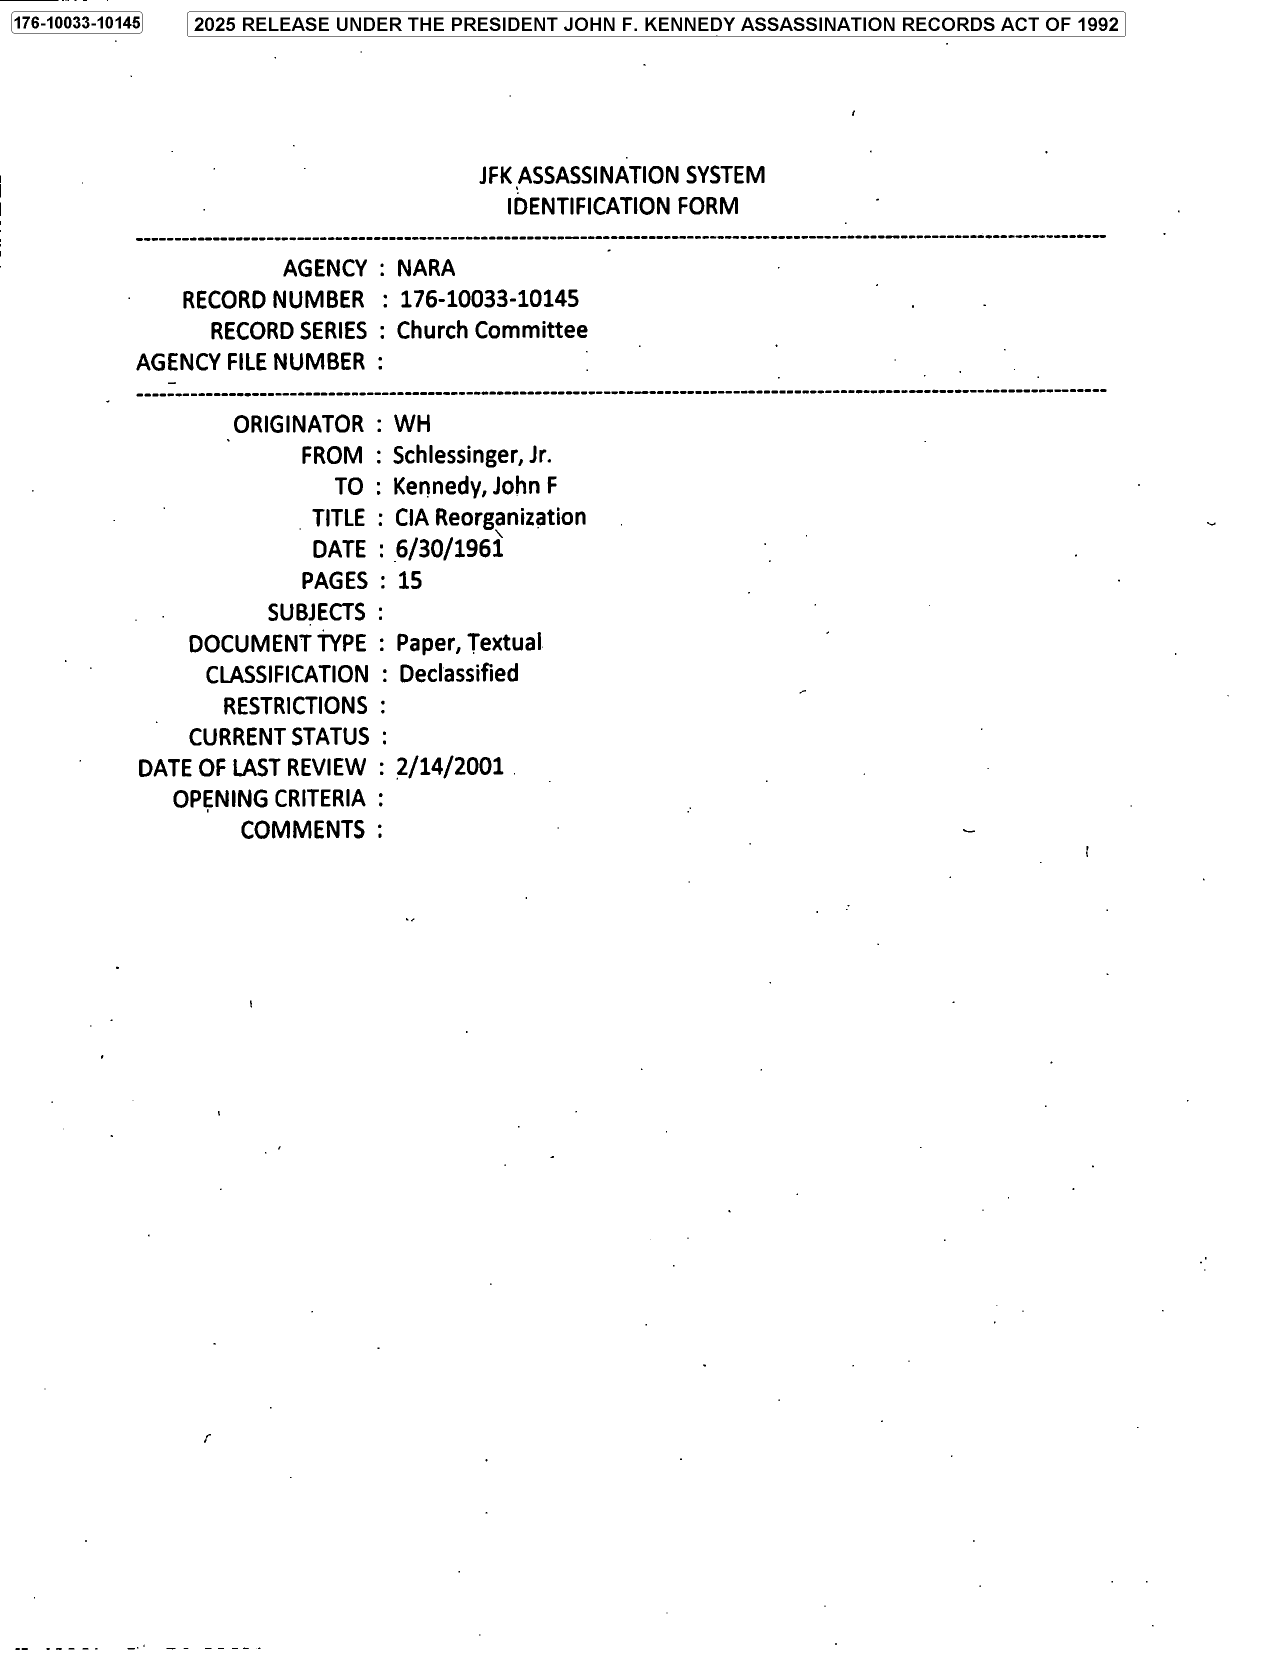 176-10033-10145
2025 RELEASE UNDER THE PRESIDENT JOHN F. KENNEDY ASSASSINATION RECORDS ACT OF 1992
JFK ASSASSINATION SYSTEM
IDENTIFICATION FORM
AGENCY : NARA
RECORD NUMBER : 176-10033-10145
RECORD SERIES : Church Committee
AGENCY FILE NUMBER :
ORIGINATOR : WH
FROM : Schlessinger, Jr.
TO : Kennedy, John F
TITLE : CIA Reorganization
DATE : 6/30/1961
PAGES : 15
SUBJECTS :
DOCUMENT TYPE : Paper, Textual
CLASSIFICATION : Declassified
RESTRICTIONS :
CURRENT STATUS :
DATE OF LAST REVIEW : 2/14/2001
OPENING CRITERIA :
COMMENTS :